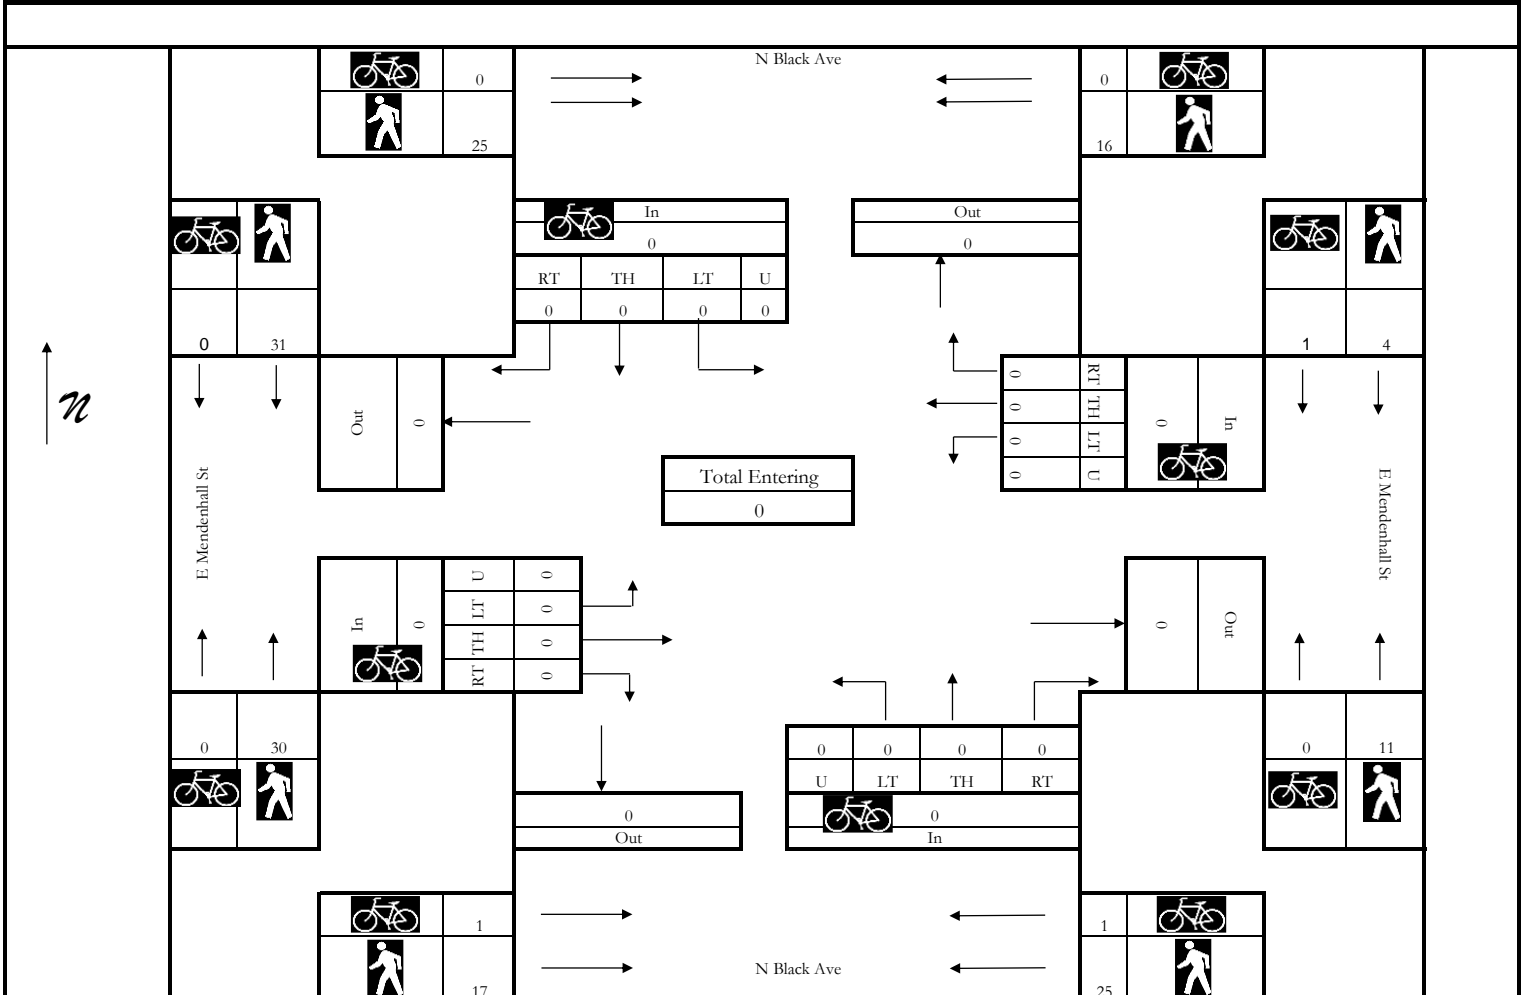 N Black Ave
0
0
25
16
In
Out
0
0
RT TH LT U
0 0 0 0
0 31
1 4
Out 0
0 RT
0 TH
0 LT
0 U
0 In
N
Total Entering
0
E Mendenhall St
E Mendenhall St
In 0
U 0
LT 0
TH 0
RT 0
0 Out
0 30
0 0 0 0
U LT TH RT
0 11
0
Out
0
In
1
1
N Black Ave
17
25